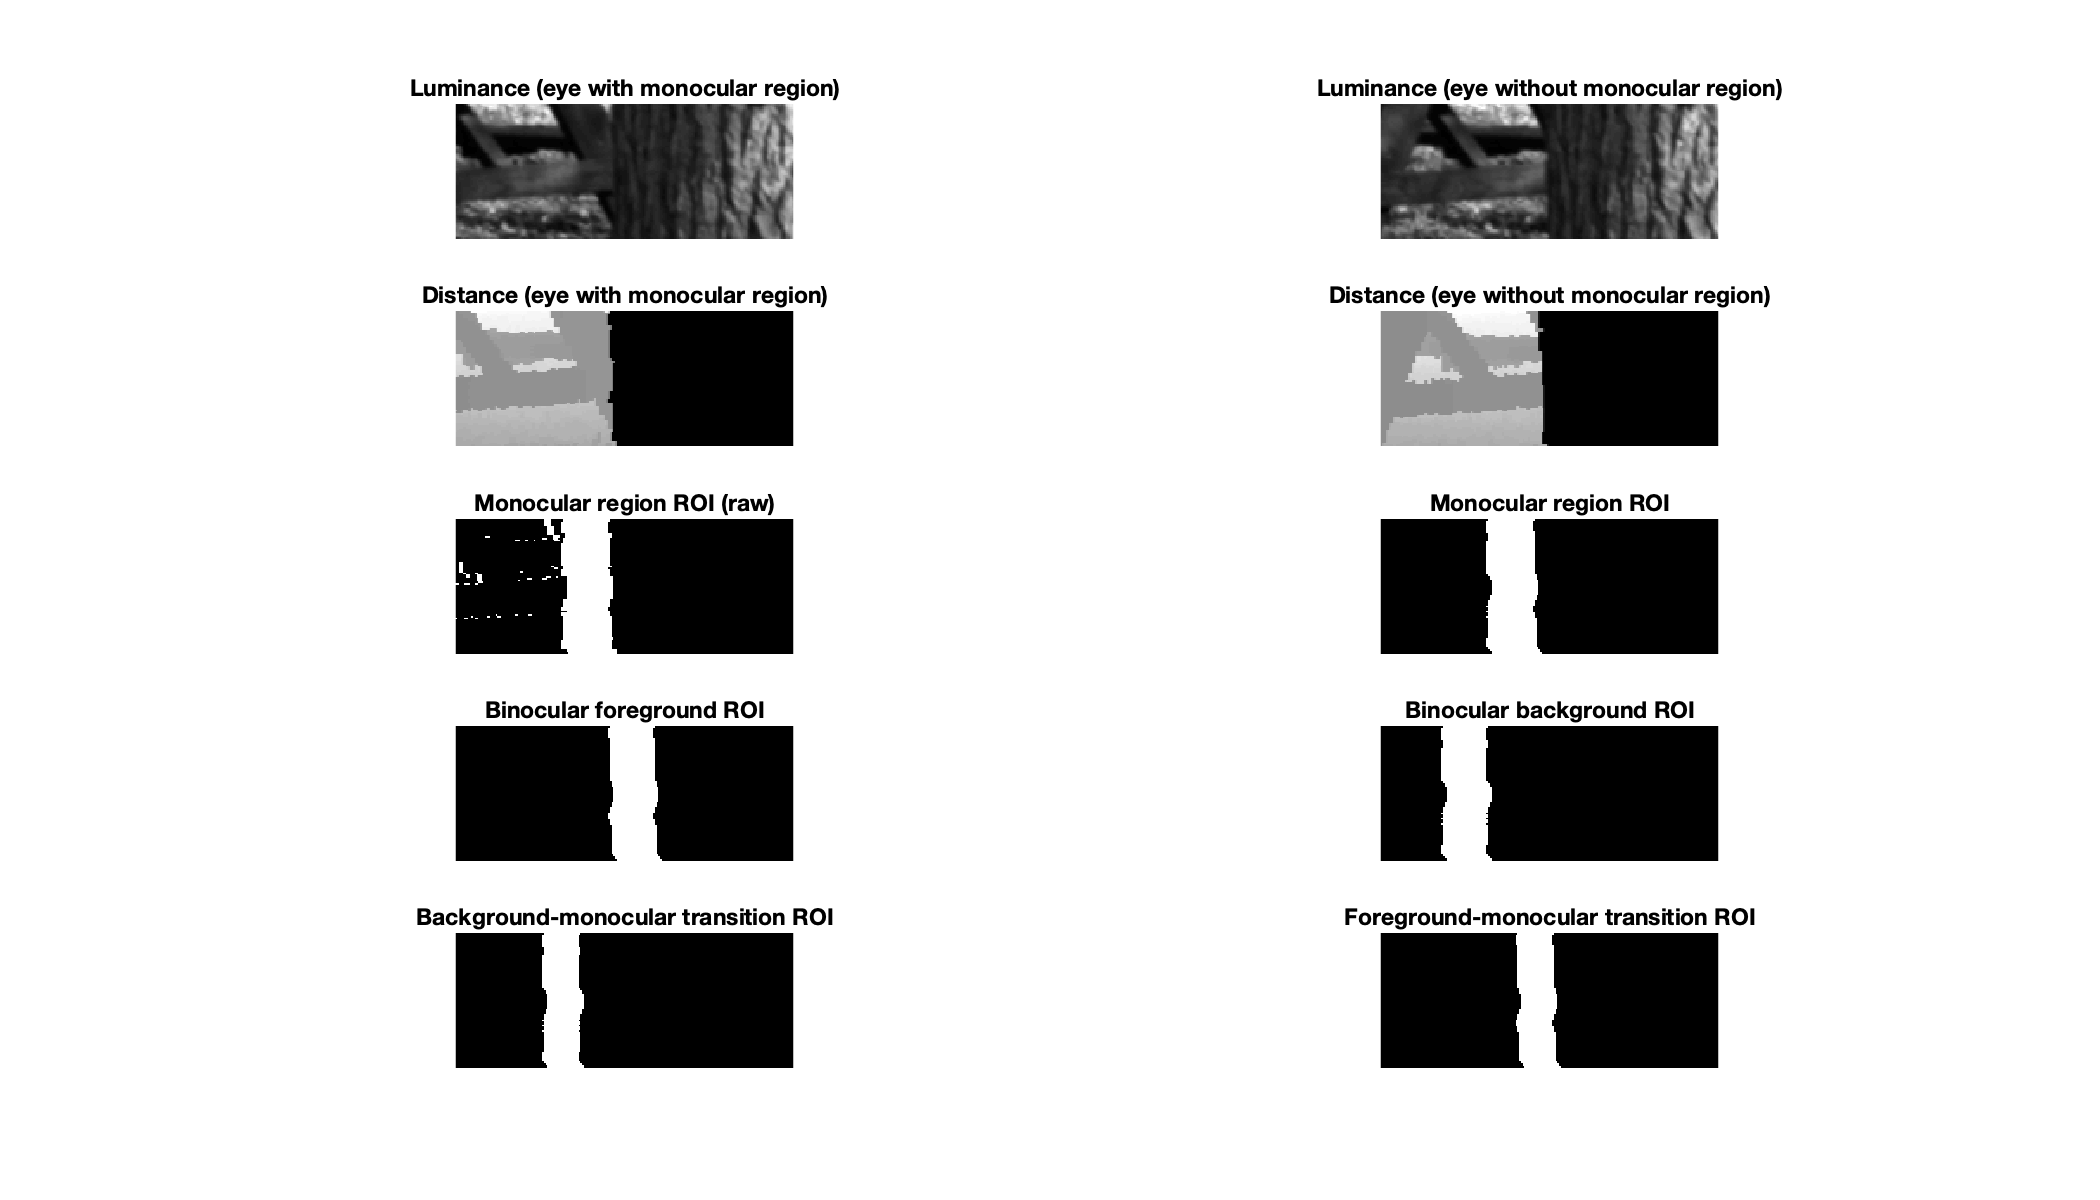 Luminance (eye with monocular region)
Luminance (eye without monocular region)
Distance (eye with monocular region)
Distance (eye without monocular region)
Monocular region ROI (raw)
Monocular region ROI
Binocular foreground ROI
Binocular background ROI
Background-monocular transition ROI
Foreground-monocular transition ROI